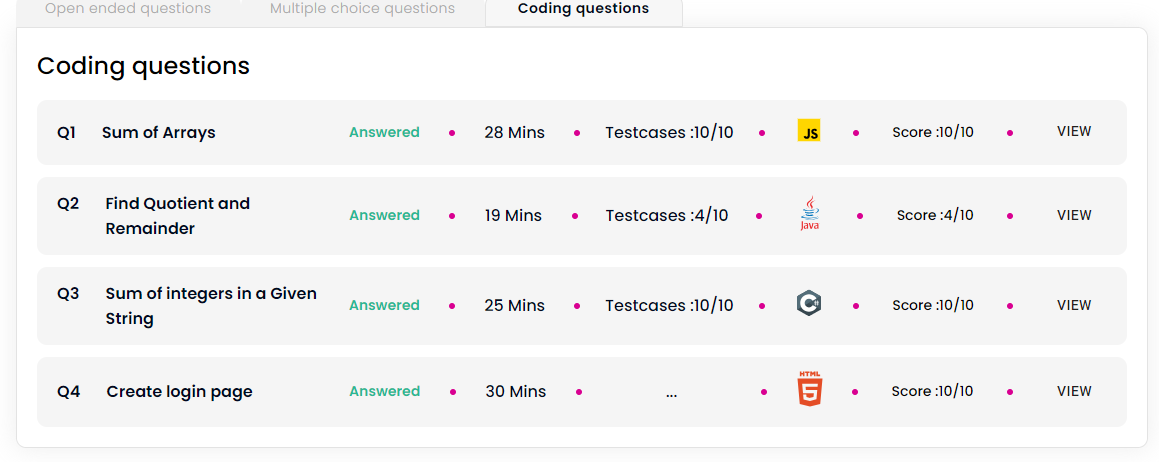 Open ended questions Multiple choice questions Coding questions
Coding questions
Q1 Sum of Arrays Answered 28 Mins Testcases :10/10 JS Score :10/10 VIEW
Q2 Find Quotient and
Remainder Answered 19 Mins Testcases :4/10 Java Score :4/10 VIEW
Q3 Sum of integers in a Given
String Answered 25 Mins Testcases :10/10 C# Score :10/10 VIEW
Q4 Create login page Answered 30 Mins ... HTML 5 Score :10/10 VIEW